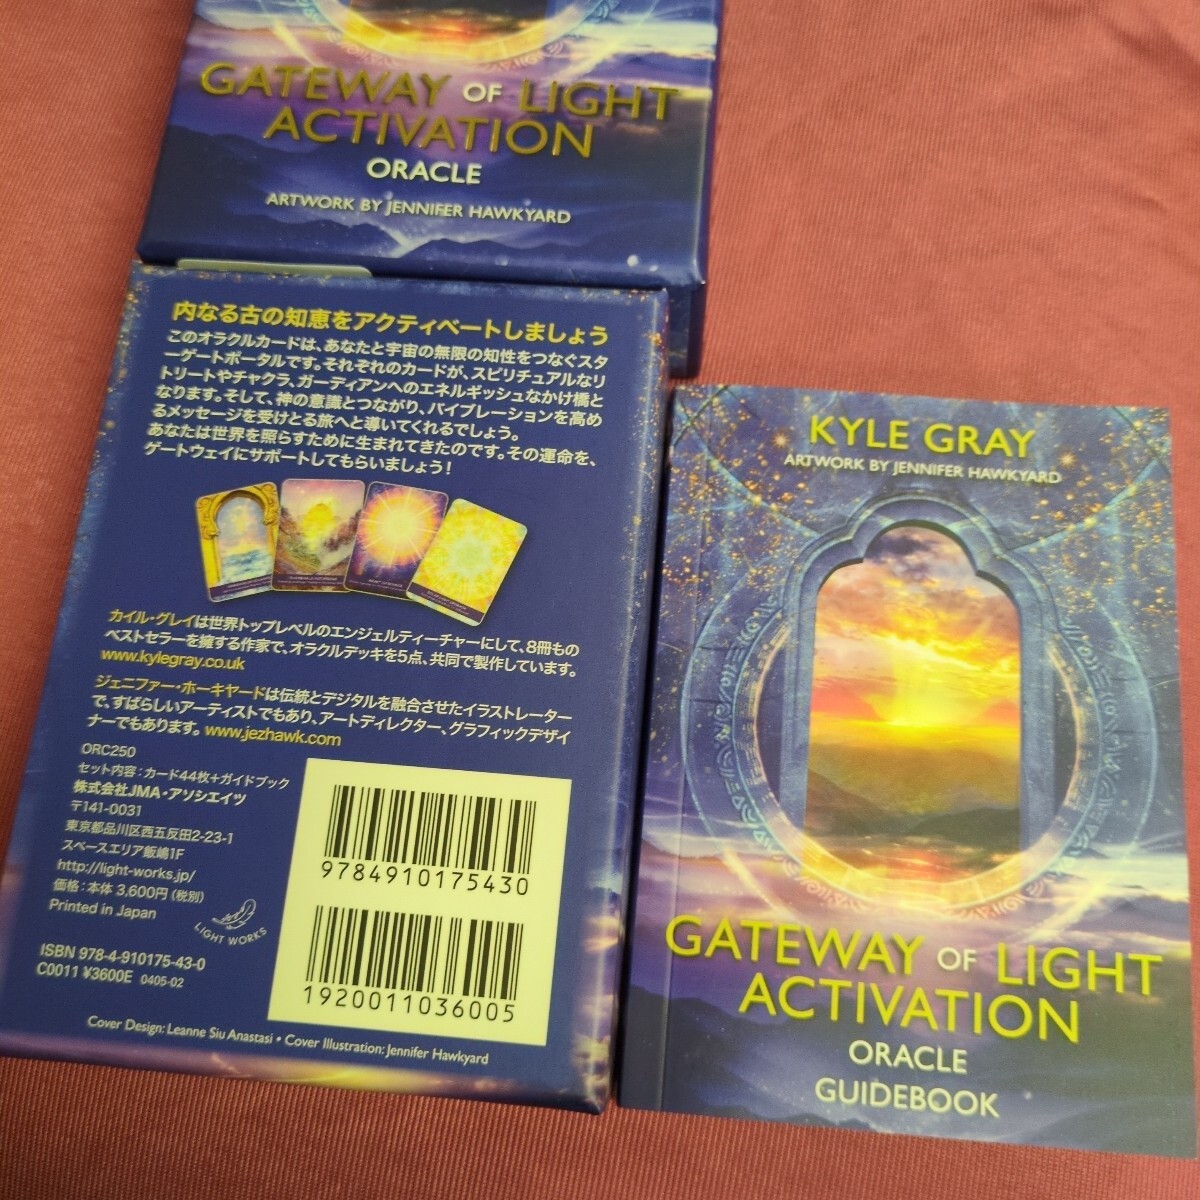 GATEWAY OF LIGHT
ACTIVATION
ORACLE
ARTWORK BY JENNIFER HAWKYARD
内なる古の知恵をアクティベートしましょう
このオラクルカードは、あなたと宇宙の無限の知性をつなぐスタ
ーゲートポータルです。それぞれのカードが、スピリチュアルなリ
トリートやチャクラ、ガーディアンへのエネルギッシュなかけ橋と
なります。そして、神の意識とつながり、バイブレーションを高め
るメッセージを受けとる旅へと導いてくれるでしょう。
あなたは世界を照らすために生まれてきたのです。その運命を、
ゲートウェイにサポートしてもらいましょう！
カイル・グレイは世界トップレベルのエンジェルティーチャーにして、8冊もの
ベストセラーを擁する作家で、オラクルデッキを5点、共同で製作しています。
www.kylegray.co.uk
ジェニファー・ホーキヤードは伝統とデジタルを融合させたイラストレーター
で、すばらしいアーティストでもあり、アートディレクター、グラフィックデザイ
ナーでもあります。 www.jezhawk.com
ORC250
セット内容：カード44枚+ガイドブック
株式会社JMA・アソシエイツ
〒141-0031
東京都品川区西五反田2-23-1
スペースエリア飯嶋1F
http://light-works.jp/
価格：本体 3,600円（税別）
Printed in Japan
LIGHT WORKS
ISBN 978-4-910175-43-0
C0011 ¥3600E 0405-02
9784910175430
1920011036005
Cover Design: Leanne Siu Anastasi • Cover Illustration: Jennifer Hawkyard
KYLE GRAY
ARTWORK BY JENNIFER HAWKYARD
GATEWAY OF LIGHT
ACTIVATION
ORACLE
GUIDEBOOK